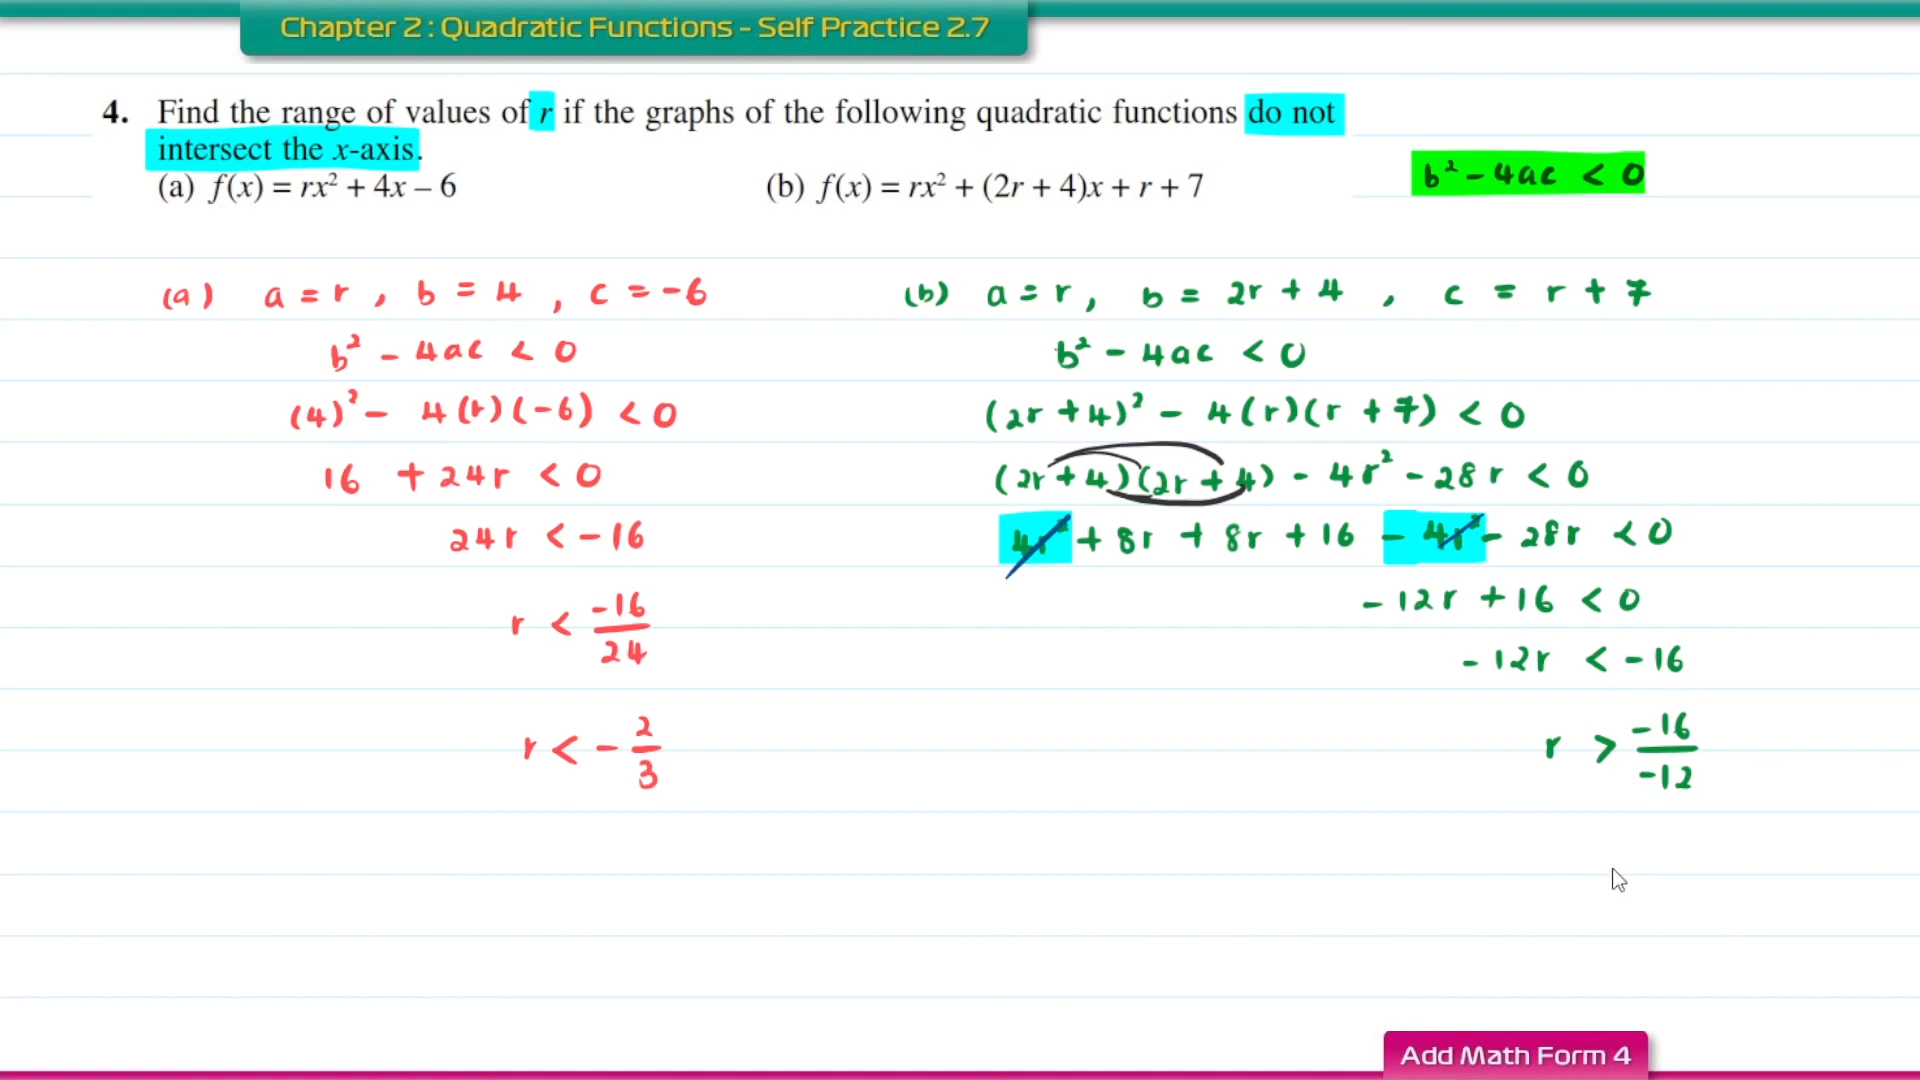 Chapter 2 : Quadratic Functions - Self Practice 2.7
4. Find the range of values of r if the graphs of the following quadratic functions do not
intersect the x-axis.
(a) f(x) = rx² + 4x – 6
(b) f(x) = rx² + (2r + 4)x + r + 7
b² - 4ac < 0
(a) a = r , b = 4 , c = -6
b² - 4ac < 0
(4)² - 4(r)(-6) < 0
16 + 24r < 0
24r < -16
r < -16/24
r < - 2/3
(b) a = r , b = 2r + 4 , c = r + 7
b² - 4ac < 0
(2r + 4)² - 4(r)(r + 7) < 0
(2r + 4)(2r + 4) - 4r² - 28r < 0
4r² + 8r + 8r + 16 - 4r² - 28r < 0
- 12r + 16 < 0
- 12r < -16
r > -16/-12
Add Math Form 4